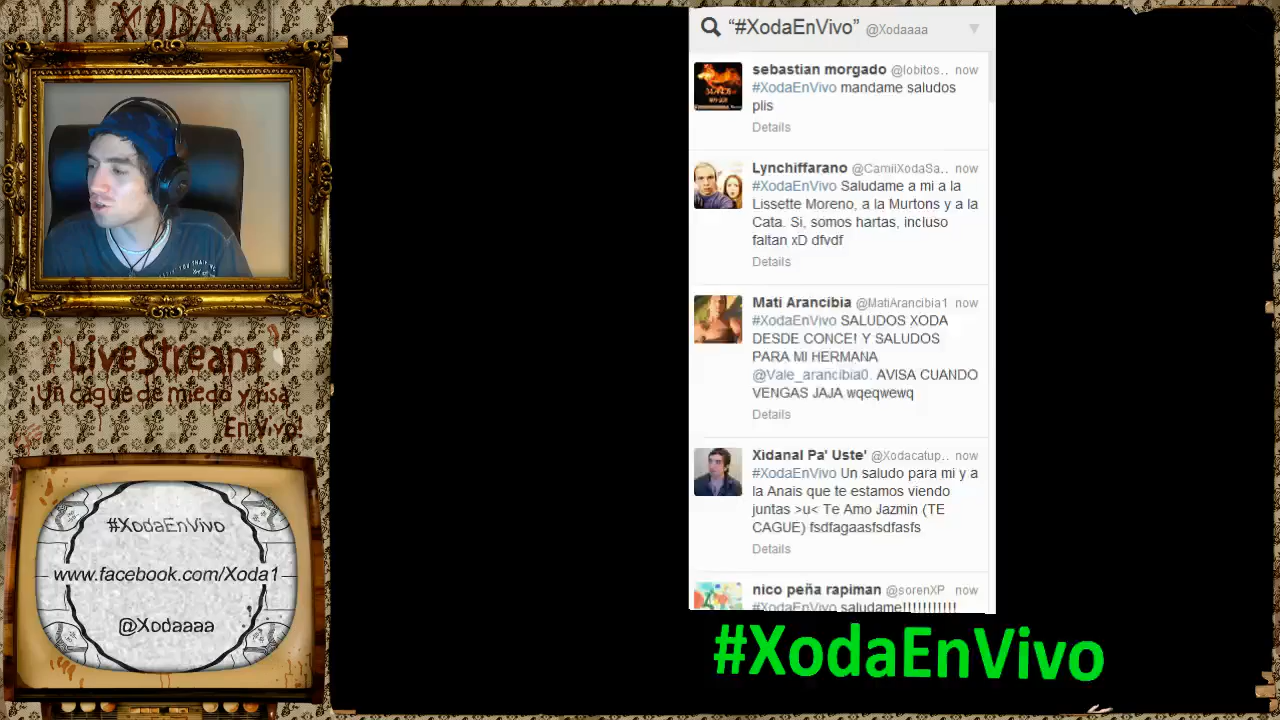 XODA
LiveStream
Un Jugue de miedo y risa
En Vivo!
#XodaEnVivo
www.facebook.com/Xoda1
@Xodaaaa
“#XodaEnVivo” @Xodaaaa
sebastian morgado @lobitos.. now
#XodaEnVivo mandame saludos
plis
Details
Lynchiffarano @CamilXodaSa.. now
#XodaEnVivo Saludame a mi a la
Lissette Moreno, a la Murtons y a la
Cata. Si, somos hartas, incluso
faltan xD dfvdf
Details
Mati Arancibia @MatiArancibia1 now
#XodaEnVivo SALUDOS XODA
DESDE CONCE! Y SALUDOS
PARA MI HERMANA
@Vale_arancibia0. AVISA CUANDO
VENGAS JAJA wqeqwewq
Details
Xidanal Pa' Uste' @Xodacatup.. now
#XodaEnVivo Un saludo para mi y a
la Anais que te estamos viendo
juntas >u< Te Amo Jazmin (TE
CAGUE) fsdfagaasfsdfasfs
Details
nico peña rapiman @sorenXP now
#XodaEnVivo saludame!!!!!!!!!!!
#XodaEnVivo